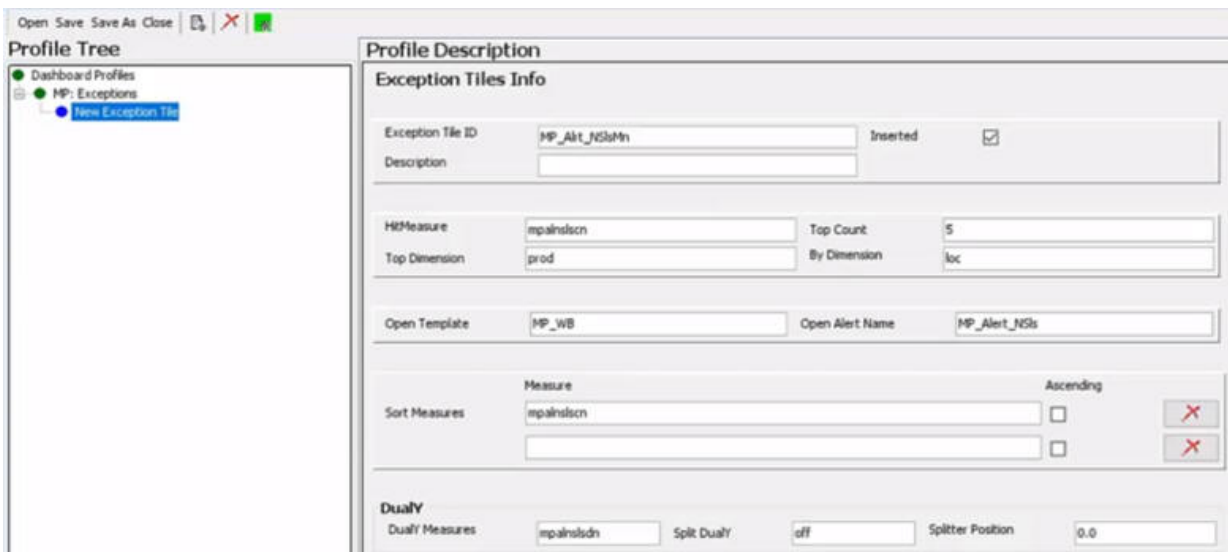 Open Save Save As Close
Profile Tree
Dashboard Profiles
MP: Exceptions
New Exception Tile
Profile Description
Exception Tiles Info
Exception Tile ID MP_Alrt_NSlsMn Inserted
Description
HitMeasure mpalnslscn Top Count 5
Top Dimension prod By Dimension loc
Open Template MP_WB Open Alert Name MP_Alert_NSls
Measure Ascending
Sort Measures mpalnslscn
DualY
DualY Measures mpalnslsdn Split DualY off Splitter Position 0.0